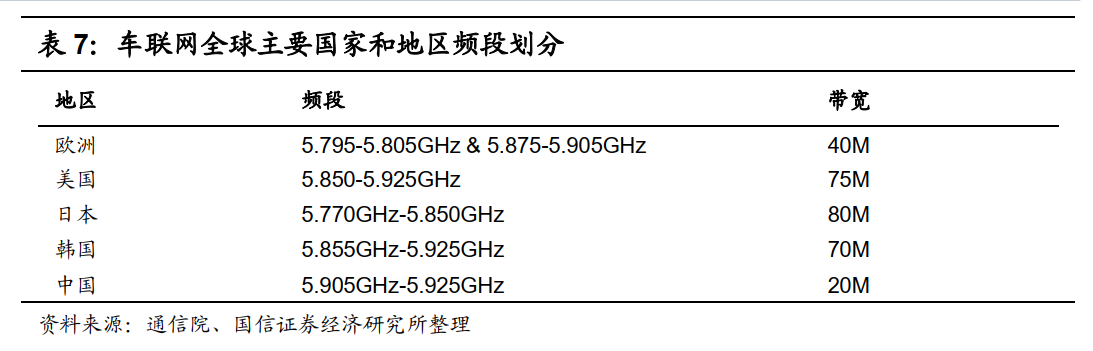 表 7：车联网全球主要国家和地区频段划分
地区 频段 带宽
欧洲 5.795-5.805GHz & 5.875-5.905GHz 40M
美国 5.850-5.925GHz 75M
日本 5.770GHz-5.850GHz 80M
韩国 5.855GHz-5.925GHz 70M
中国 5.905GHz-5.925GHz 20M
资料来源：通信院、国信证券经济研究所整理